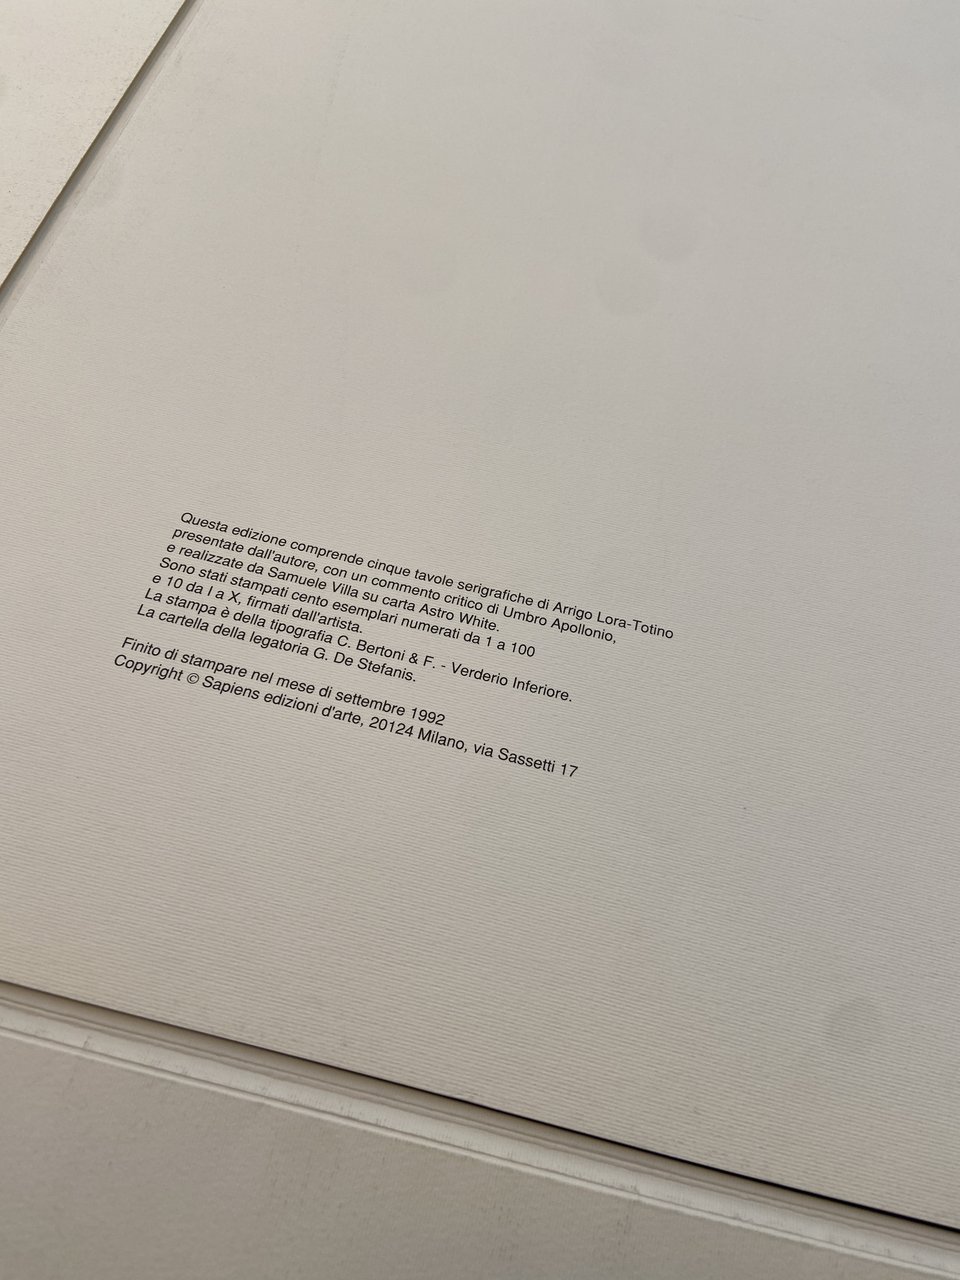 Questa edizione comprende cinque tavole serigrafiche di Arrigo Lora-Totino
presentate dall'autore, con un commento critico di Umbro Apollonio,
e realizzate da Samuele Villa su carta Astro White.
Sono stati stampati cento esemplari numerati da 1 a 100
e 10 da I a X, firmati dall'artista.
La stampa è della tipografia C. Bertoni & F. - Verderio Inferiore.
La cartella della legatoria G. De Stefanis.
Finito di stampare nel mese di settembre 1992
Copyright © Sapiens edizioni d'arte, 20124 Milano, via Sassetti 17